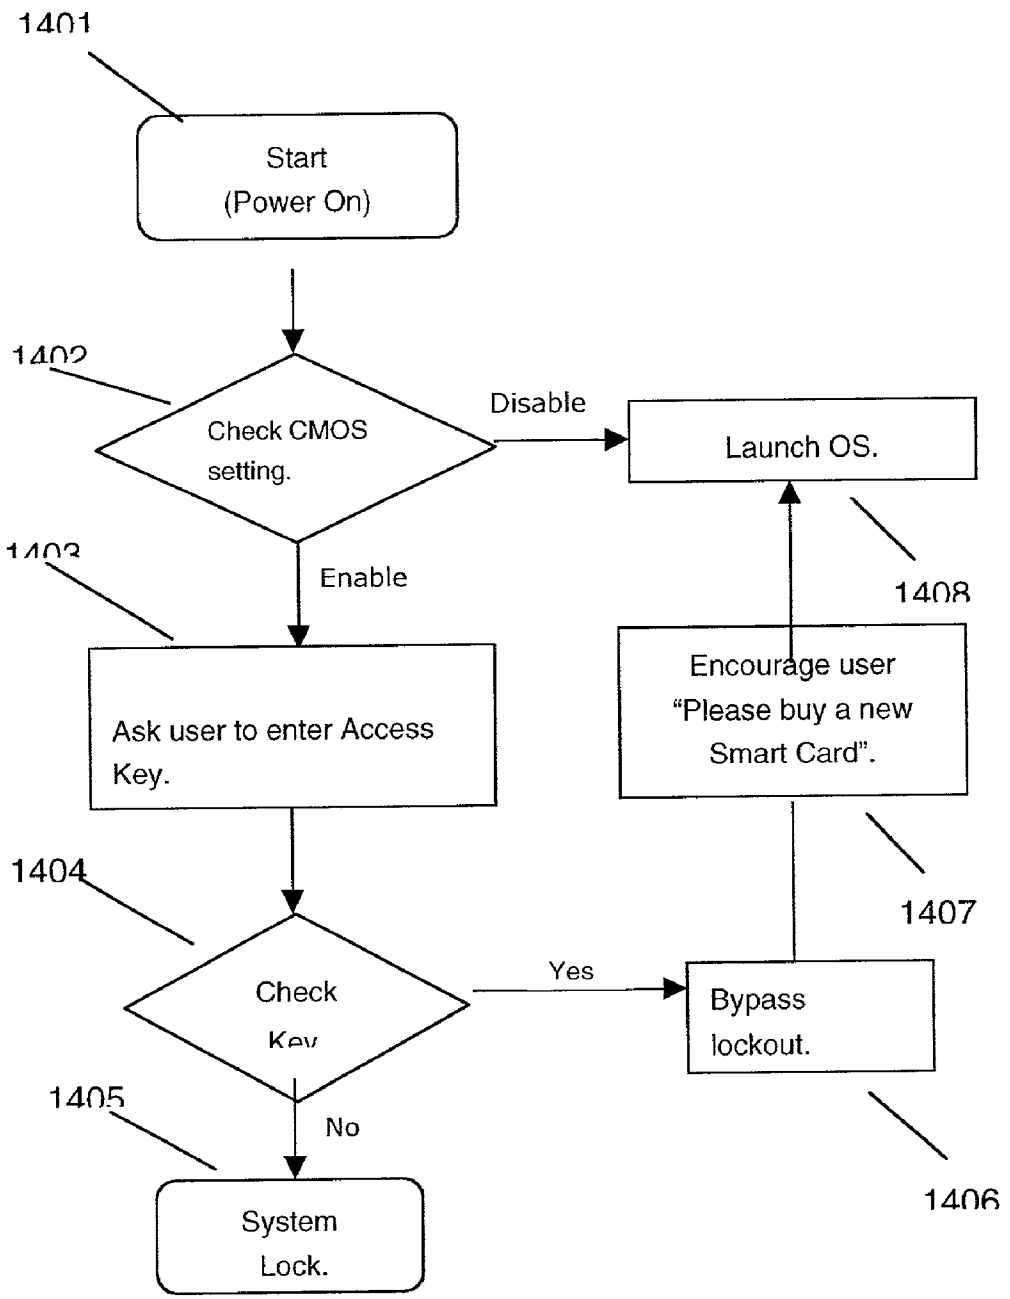 1401
Start
(Power On)
1402
Disable
Check CMOS
setting.
Launch OS.
1403
Enable
1408
Encourage user
“Please buy a new
Smart Card”.
Ask user to enter Access
Key.
1404
1407
Yes
Check
Key
Bypass
lockout.
1405
No
1406
System
Lock.